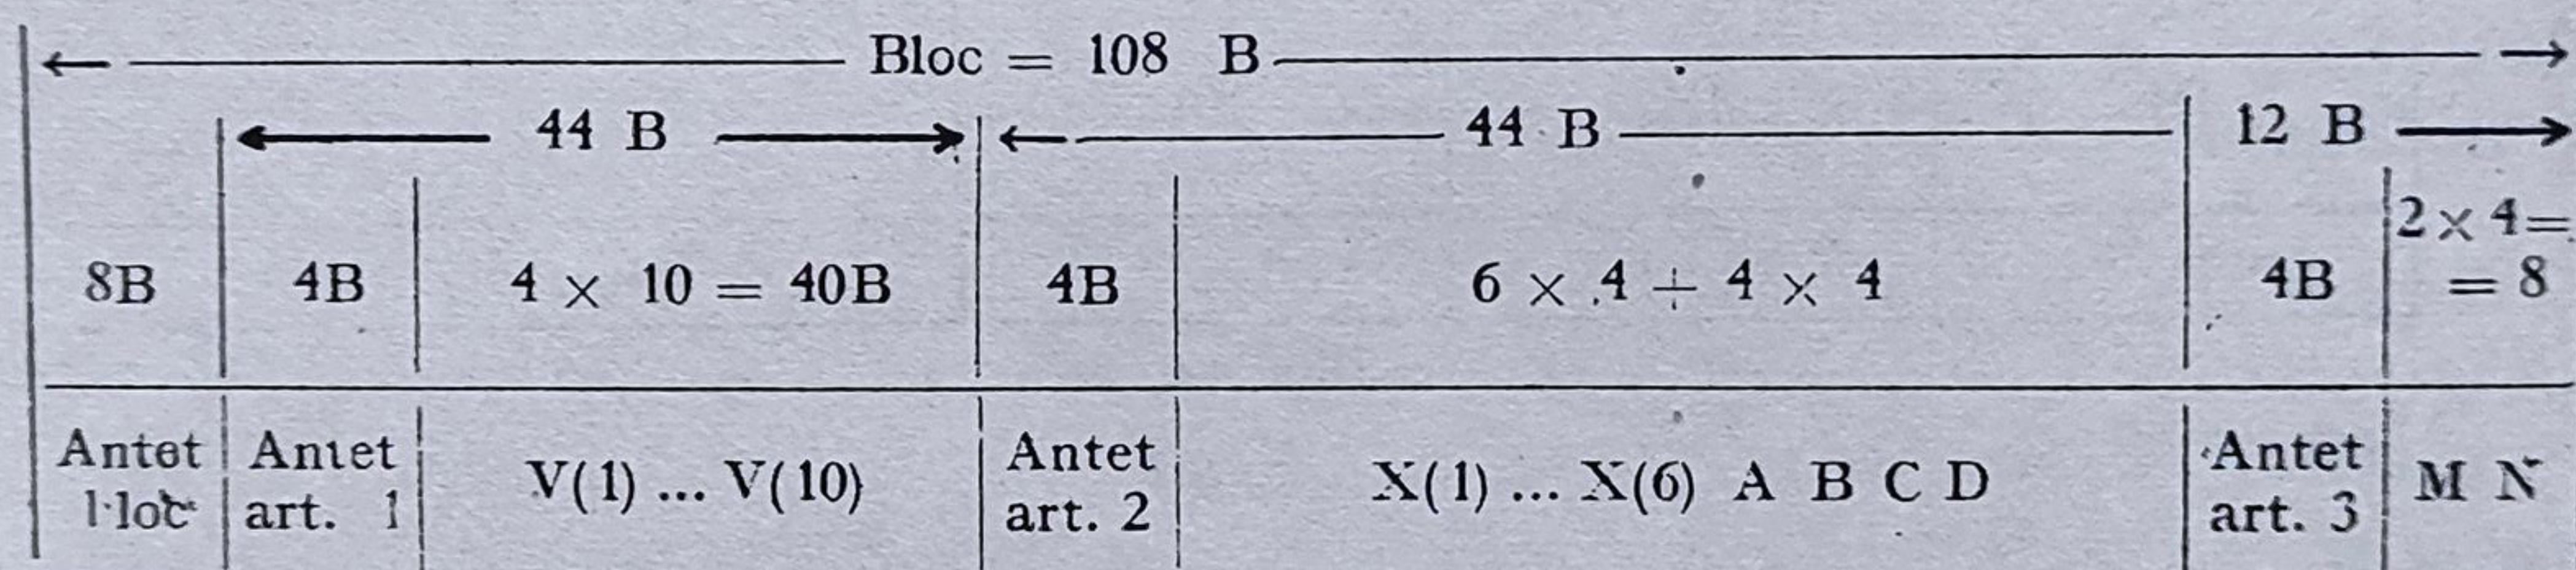 Bloc = 108 B
44 B 44 B 12 B
2 × 4 =
8B 4B 4 × 10 = 40B 4B 6 × 4 + 4 × 4 4B = 8
Antet Antet Antet Antet
bloc art. 1 V(1) ... V(10) art. 2 X(1) ... X(6) A B C D art. 3 M N